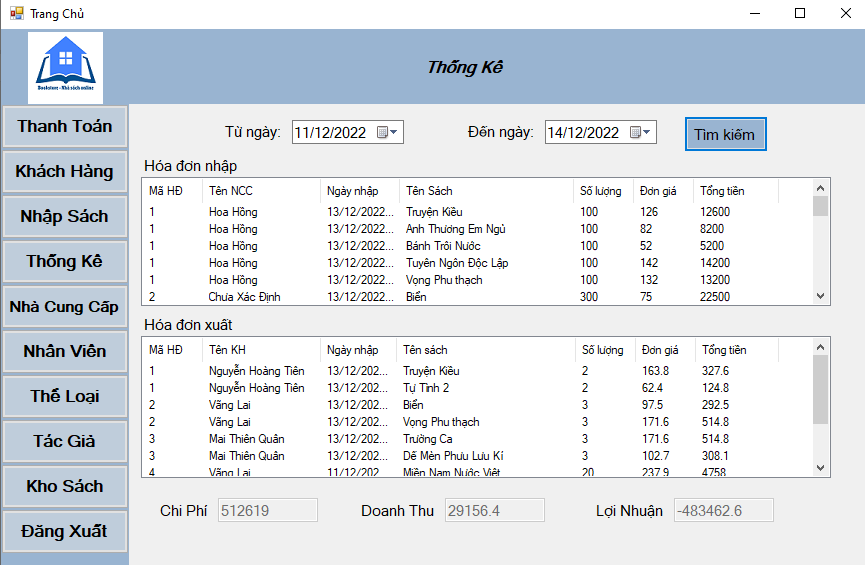 Trang Chủ
Bookstore - Nhà sách online
Thống Kê
Thanh Toán
Khách Hàng
Nhập Sách
Thống Kê
Nhà Cung Cấp
Nhân Viên
Thể Loại
Tác Giả
Kho Sách
Đăng Xuất
Từ ngày: 11/12/2022 Đến ngày: 14/12/2022 Tìm kiếm
Hóa đơn nhập
Mã HĐ Tên NCC Ngày nhập Tên Sách Số lượng Đơn giá Tổng tiền
1 Hoa Hồng 13/12/2022... Truyện Kiều 100 126 12600
1 Hoa Hồng 13/12/2022... Anh Thương Em Ngủ 100 82 8200
1 Hoa Hồng 13/12/2022... Bánh Trôi Nước 100 52 5200
1 Hoa Hồng 13/12/2022... Tuyên Ngôn Độc Lập 100 142 14200
1 Hoa Hồng 13/12/2022... Vọng Phu thạch 100 132 13200
2 Chưa Xác Định 13/12/2022... Biển 300 75 22500
Hóa đơn xuất
Mã HĐ Tên KH Ngày nhập Tên sách Số lượng Đơn giá Tổng tiền
1 Nguyễn Hoàng Tiên 13/12/202... Truyện Kiều 2 163.8 327.6
1 Nguyễn Hoàng Tiên 13/12/202... Tự Tình 2 2 62.4 124.8
2 Vãng Lai 13/12/202... Biển 3 97.5 292.5
2 Vãng Lai 13/12/202... Vọng Phu thạch 3 171.6 514.8
3 Mai Thiên Quân 13/12/202... Trường Ca 3 171.6 514.8
3 Mai Thiên Quân 13/12/202... Dế Mèn Phưu Lưu Kí 3 102.7 308.1
4 Vãng Lai 11/12/202... Miền Nam Nước Việt 20 237.9 4758
Chi Phí 512619 Doanh Thu 29156.4 Lợi Nhuận -483462.6